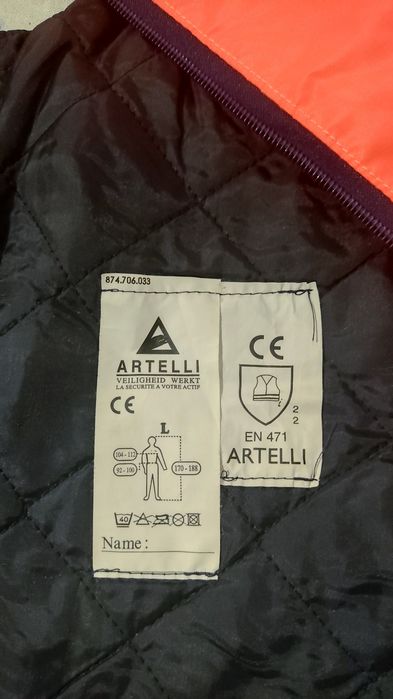 874.706.033
ARTELLI
VEILIGHEID WERKT
LA SECURITE A VOTRE ACTIF
CE
L
104 - 112
92 - 100
170 - 188
40
Name:
CE
2
2
EN 471
ARTELLI